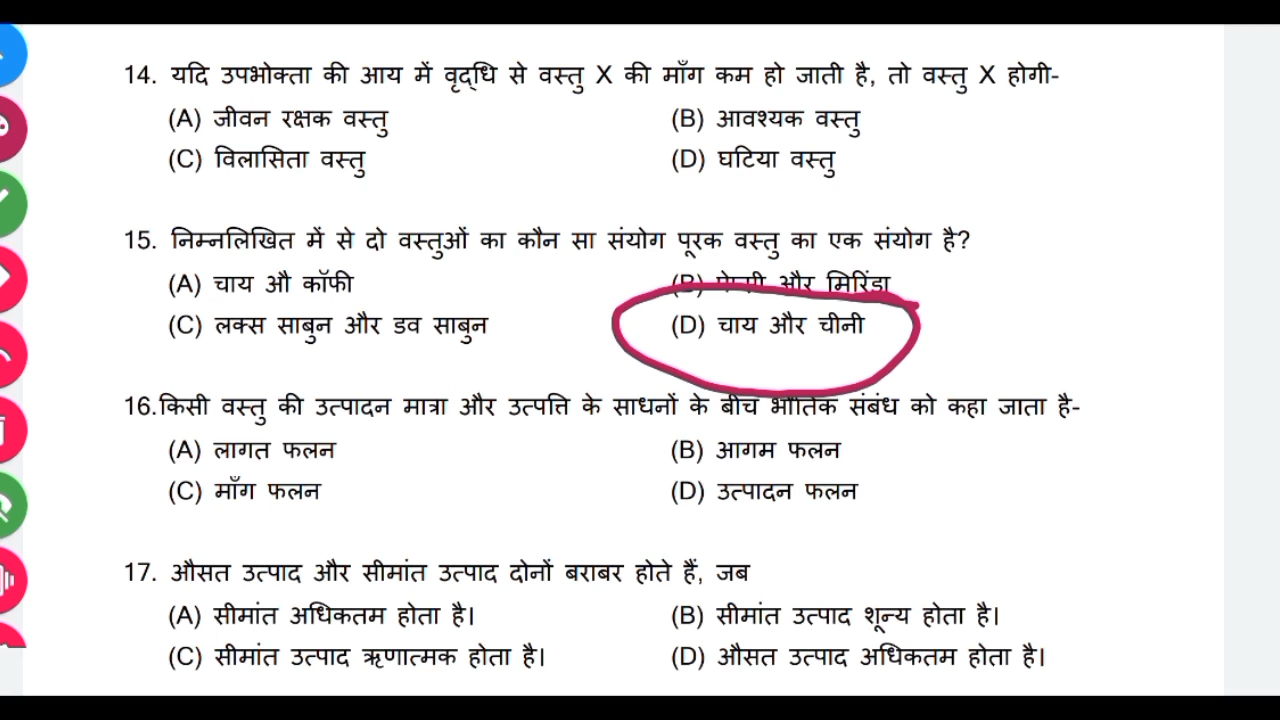 14. यदि उपभोक्ता की आय में वृद्धि से वस्तु X की माँग कम हो जाती है, तो वस्तु X होगी-
(A) जीवन रक्षक वस्तु (B) आवश्यक वस्तु
(C) विलासिता वस्तु (D) घटिया वस्तु
15. निम्नलिखित में से दो वस्तुओं का कौन सा संयोग पूरक वस्तु का एक संयोग है?
(A) चाय औ कॉफी (B) और मिरिंडा
(C) लक्स साबुन और डव साबुन (D) चाय और चीनी
16.किसी वस्तु की उत्पादन मात्रा और उत्पत्ति के साधनों के बीच भौतिक संबंध को कहा जाता है-
(A) लागत फलन (B) आगम फलन
(C) माँग फलन (D) उत्पादन फलन
17. औसत उत्पाद और सीमांत उत्पाद दोनों बराबर होते हैं, जब
(A) सीमांत अधिकतम होता है। (B) सीमांत उत्पाद शून्य होता है।
(C) सीमांत उत्पाद ऋणात्मक होता है। (D) औसत उत्पाद अधिकतम होता है।